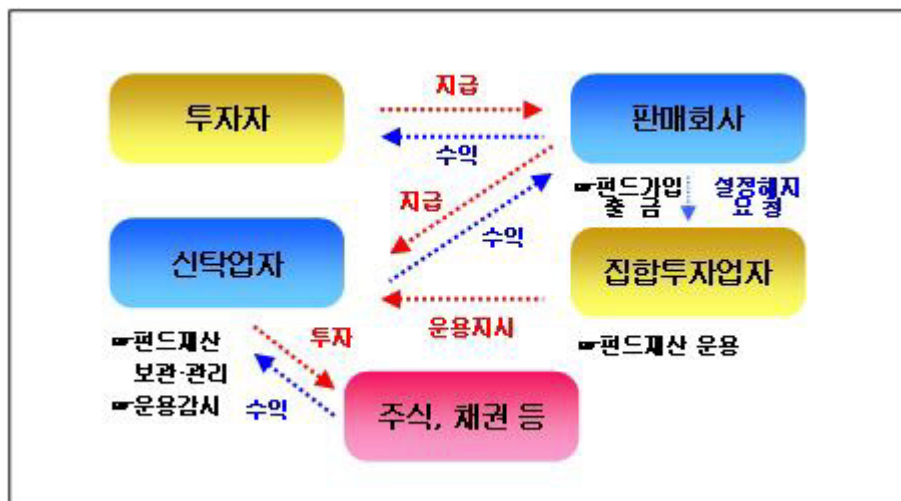 지급
투자자
판매회사
수익
☞펀드가입
출 금
설정해지
요 청
지급
수익
신탁업자
집합투자업자
운용지시
☞펀드재산 운용
☞펀드재산
보관·관리
☞운용감시
투자
수익
주식, 채권 등